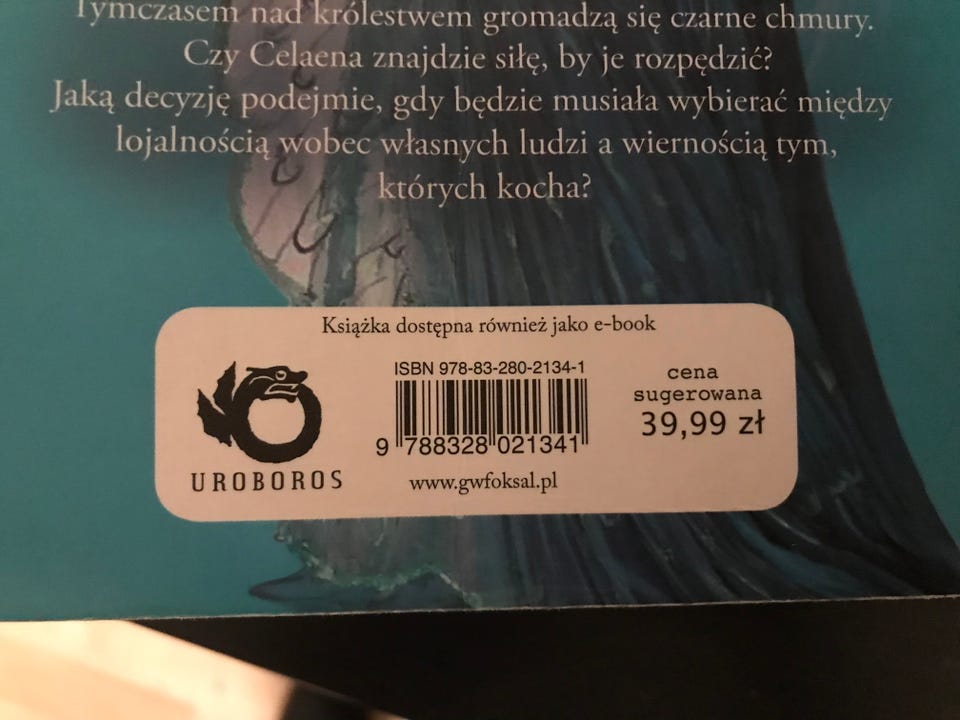 Tymczasem nad królestwem gromadzą się czarne chmury.
Czy Celaena znajdzie siłę, by je rozpędzić?
Jaką decyzję podejmie, gdy będzie musiała wybierać między
lojalnością wobec własnych ludzi a wiernością tym,
których kocha?
Książka dostępna również jako e-book
UROBOROS
ISBN 978-83-280-2134-1
9 788328 021341
www.gwfoksal.pl
cena
sugerowana
39,99 zł